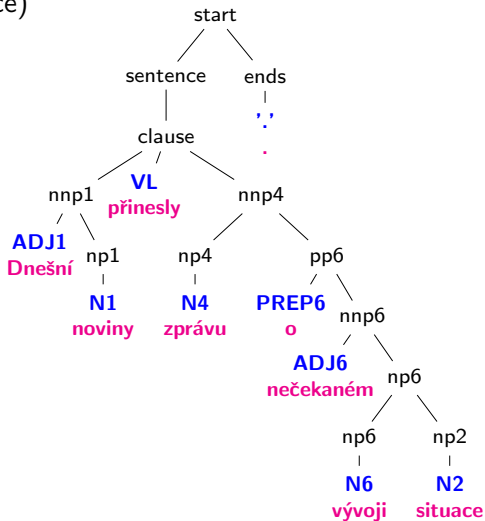 ce)
start
sentence ends
'.'
clause .
nnp1 VL nnp4
přinesly
ADJ1 np1 np4 pp6
Dnešní
N1 N4 PREP6 nnp6
noviny zprávu o
ADJ6 np6
nečekaném
np6 np2
N6 N2
vývoji situace